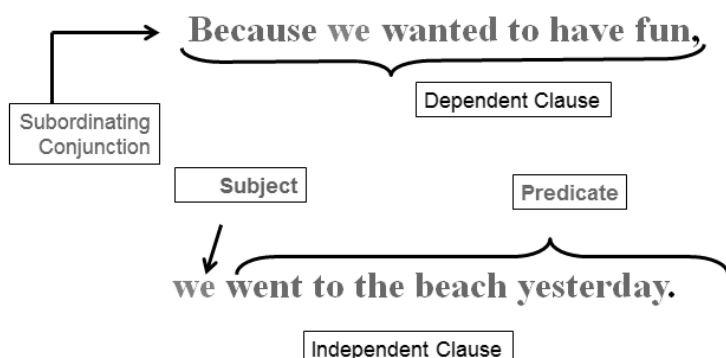 Because we wanted to have fun,
Dependent Clause
Subordinating
Conjunction
Subject
Predicate
we went to the beach yesterday.
Independent Clause